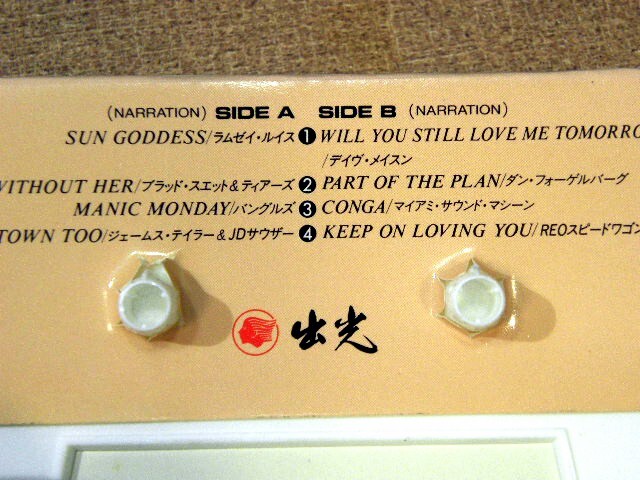 (NARRATION) SIDE A SIDE B (NARRATION)
SUN GODDESS/ラムゼイ・ルイス 1 WILL YOU STILL LOVE ME TOMORRO
/デイヴ・メイスン
WITHOUT HER/ブラッド・スエット&ティアーズ 2 PART OF THE PLAN/ダン・フォーゲルバーグ
MANIC MONDAY/バングルズ 3 CONGA/マイアミ・サウンド・マシーン
TOWN TOO/ジェームス・テイラー&JDサウザー 4 KEEP ON LOVING YOU/REOスピードワゴン
出光